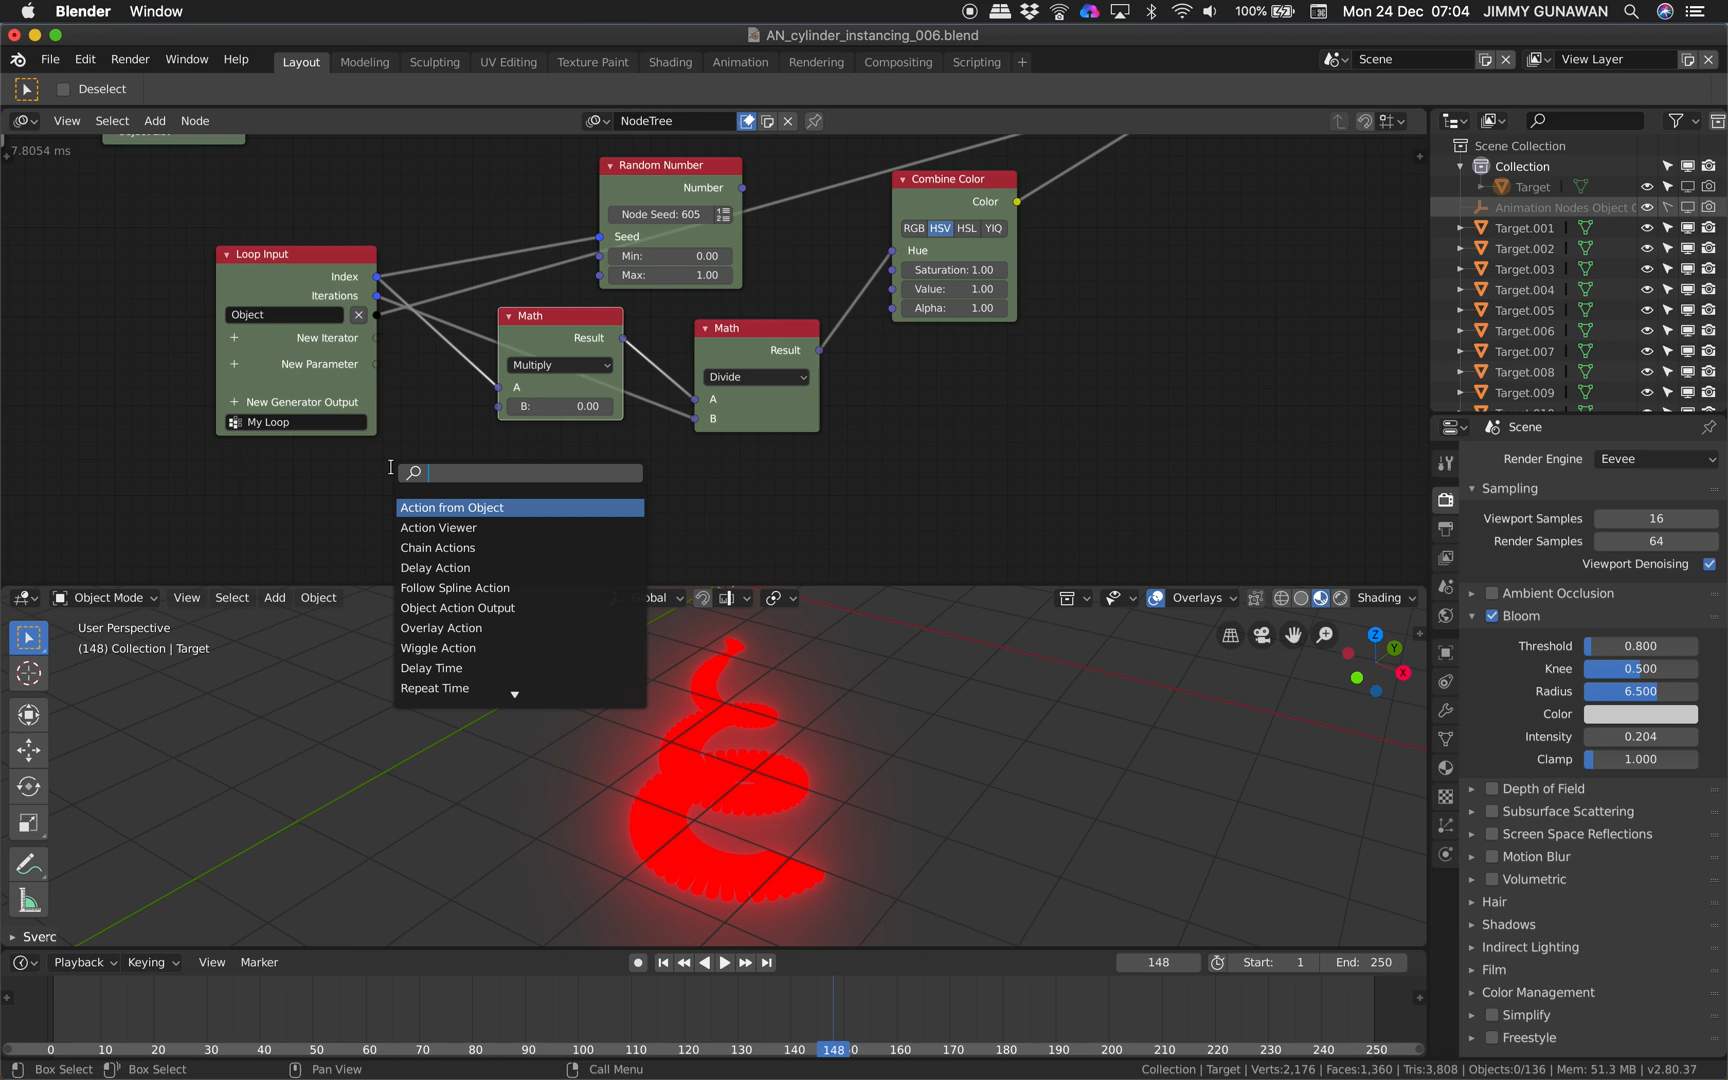 Blender Window 100% Mon 24 Dec 07:04 JIMMY GUNAWAN
AN_cylinder_instancing_006.blend
File Edit Render Window Help Layout Modeling Sculpting UV Editing Texture Paint Shading Animation Rendering Compositing Scripting + Scene View Layer
Deselect
View Select Add Node NodeTree
7.8054 ms
Random Number
Number
Node Seed: 605
Seed
Min: 0.00
Max: 1.00
Combine Color
Color
RGB HSV HSL YIQ
Hue
Saturation: 1.00
Value: 1.00
Alpha: 1.00
Loop Input
Index
Iterations
Object
New Iterator
New Parameter
New Generator Output
My Loop
Math
Result
Multiply
A
B: 0.00
Math
Result
Divide
A
B
Action from Object
Action Viewer
Chain Actions
Delay Action
Follow Spline Action
Object Action Output
Overlay Action
Wiggle Action
Delay Time
Repeat Time
Scene Collection
Collection
Target
Animation Nodes Object C
Target.001
Target.002
Target.003
Target.004
Target.005
Target.006
Target.007
Target.008
Target.009
Scene
Render Engine Eevee
Sampling
Viewport Samples 16
Render Samples 64
Viewport Denoising
Ambient Occlusion
Bloom
Threshold 0.800
Knee 0.500
Radius 6.500
Color
Intensity 0.204
Clamp 1.000
Depth of Field
Subsurface Scattering
Screen Space Reflections
Motion Blur
Volumetric
Hair
Shadows
Indirect Lighting
Film
Color Management
Simplify
Freestyle
Object Mode View Select Add Object obal Overlays Shading
User Perspective
(148) Collection | Target
Z
Y
X
Sverc
Playback Keying View Marker 148 Start: 1 End: 250
0 10 20 30 40 50 60 70 80 90 100 110 120 130 140 148 160 170 180 190 200 210 220 230 240 250
Box Select Box Select Pan View Call Menu Collection | Target | Verts:2,176 | Faces:1,360 | Tris:3,808 | Objects:0/136 | Mem: 51.3 MB | v2.80.37